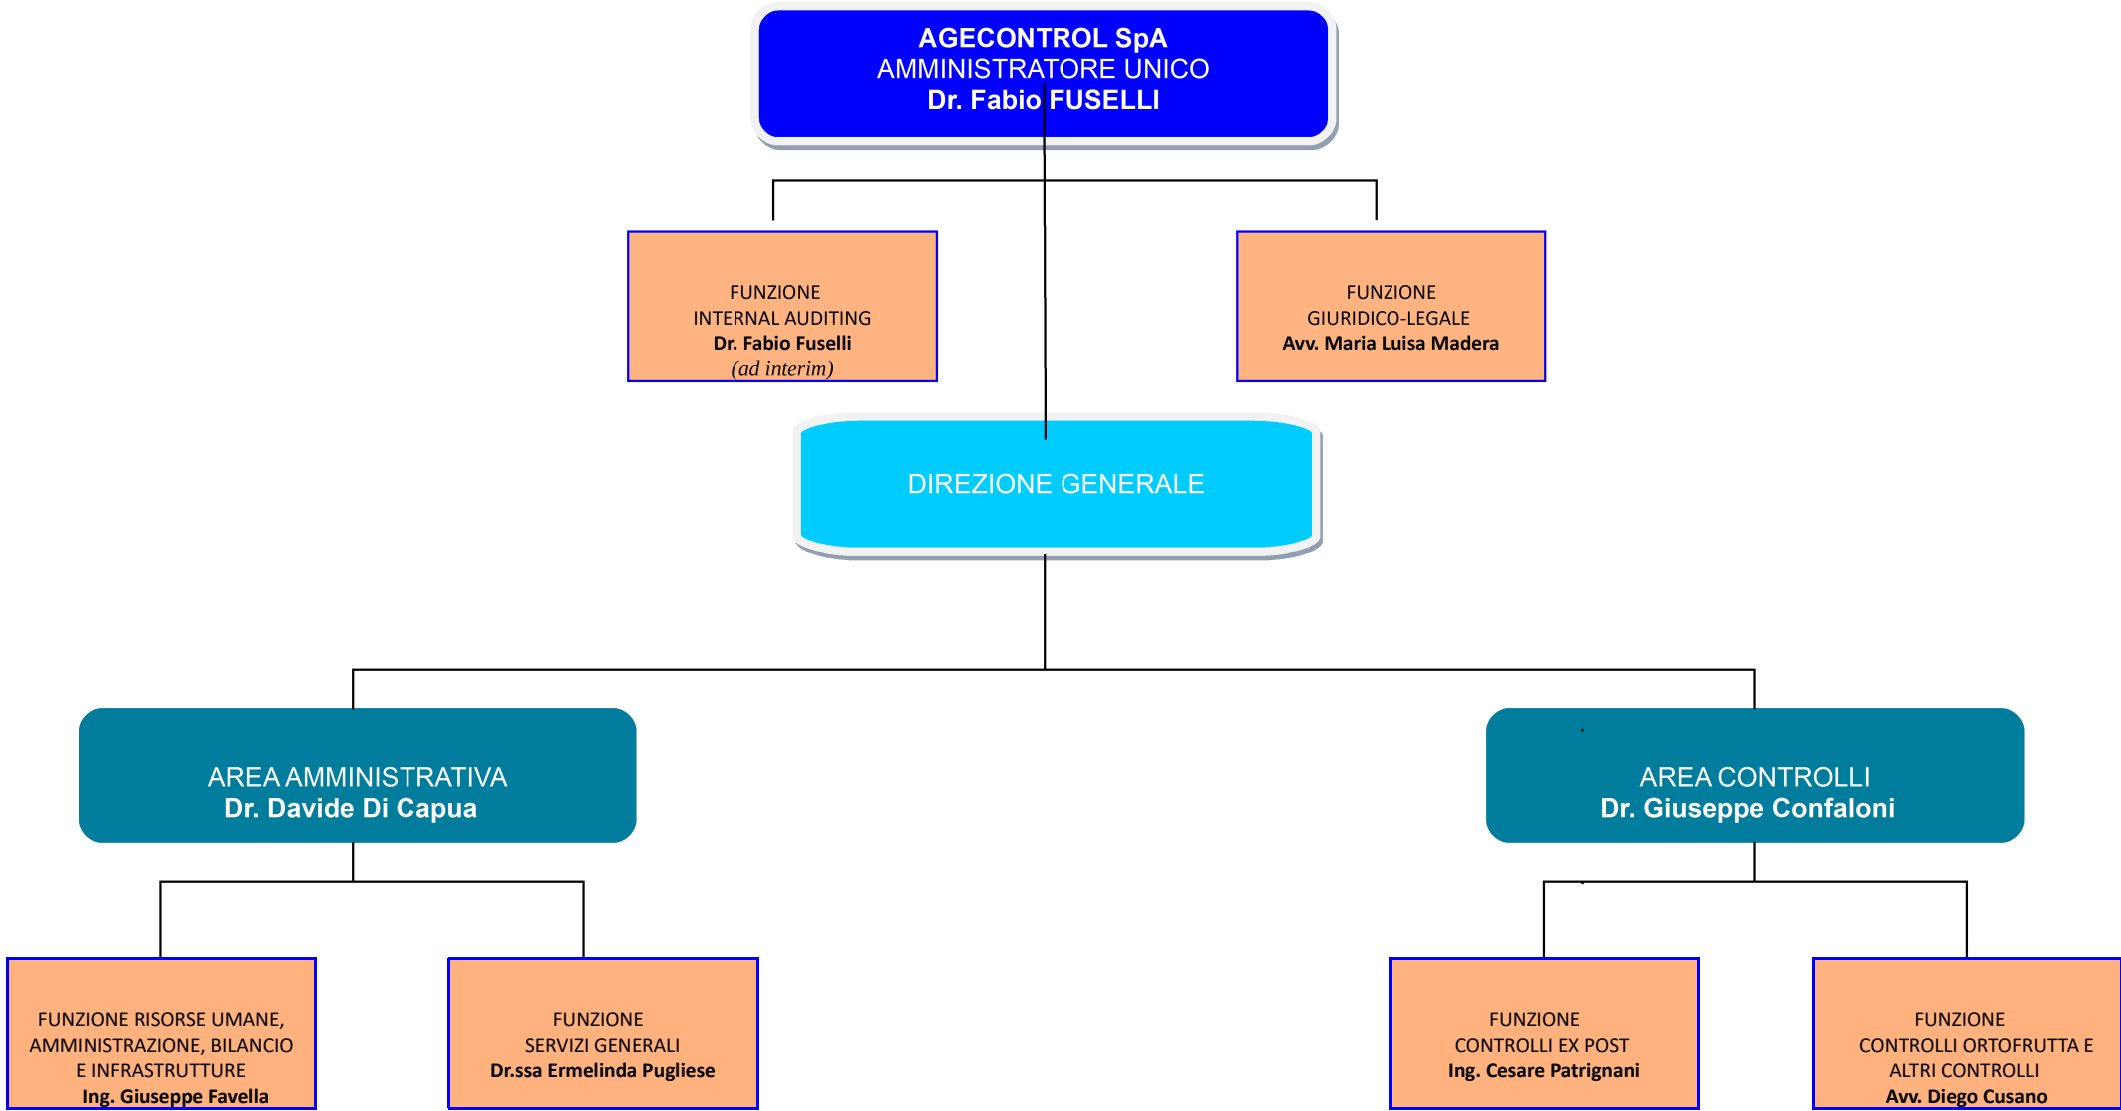 AGECONTROL SpA
AMMINISTRATORE UNICO
Dr. Fabio FUSELLI
FUNZIONE
INTERNAL AUDITING
Dr. Fabio Fuselli
(ad interim)
FUNZIONE
GIURIDICO-LEGALE
Avv. Maria Luisa Madera
DIREZIONE GENERALE
AREA AMMINISTRATIVA
Dr. Davide Di Capua
AREA CONTROLLI
Dr. Giuseppe Confaloni
FUNZIONE RISORSE UMANE,
AMMINISTRAZIONE, BILANCIO
E INFRASTRUTTURE
Ing. Giuseppe Favella
FUNZIONE
SERVIZI GENERALI
Dr.ssa Ermelinda Pugliese
FUNZIONE
CONTROLLI EX POST
Ing. Cesare Patrignani
FUNZIONE
CONTROLLI ORTOFRUTTA E
ALTRI CONTROLLI
Avv. Diego Cusano